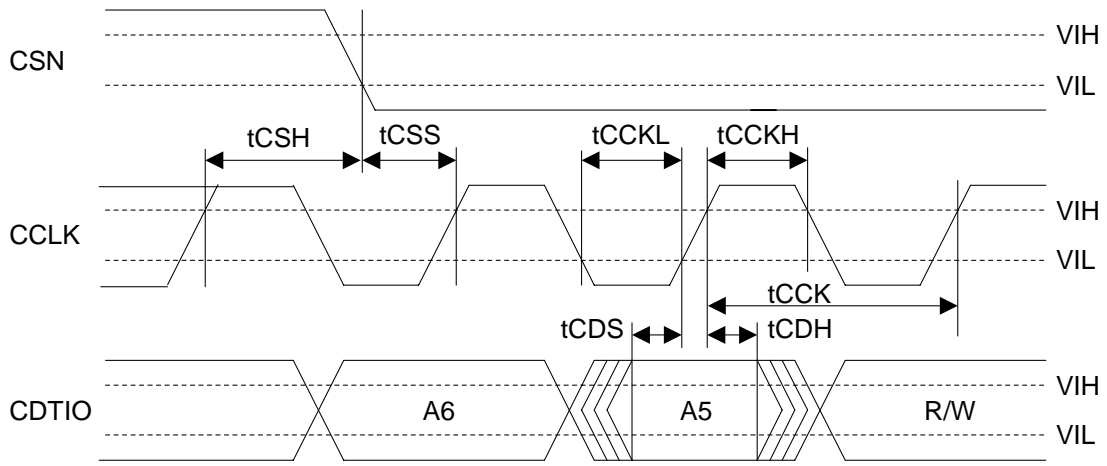 CSN
VIH
VIL
tCSH
tCSS
tCCKL
tCCKH
CCLK
VIH
VIL
tCCK
tCDS
tCDH
CDTIO
A6
A5
R/W
VIH
VIL